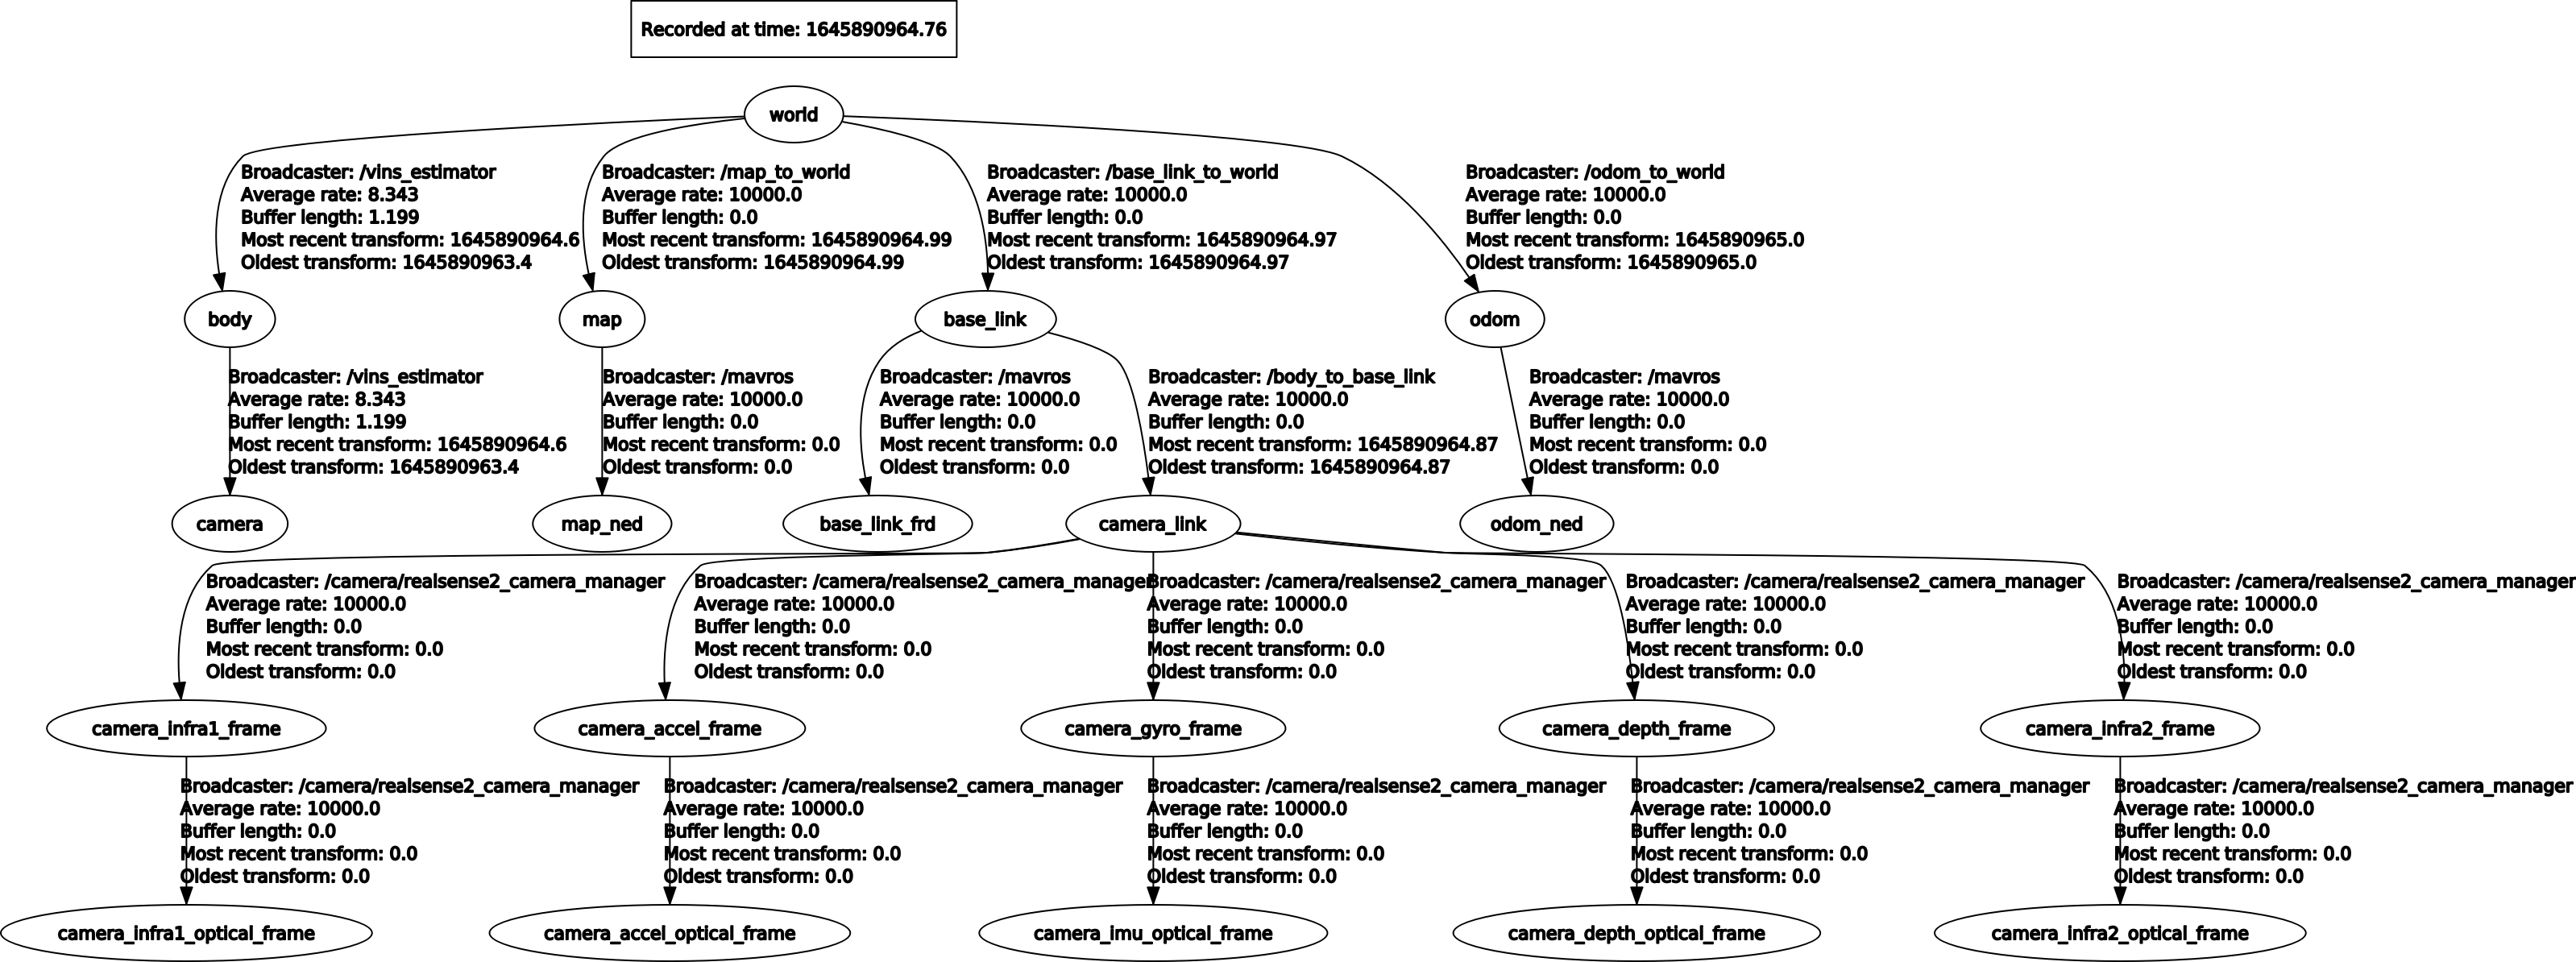 Recorded at time: 1645890964.76
world
Broadcaster: /vins_estimator
Average rate: 8.343
Buffer length: 1.199
Most recent transform: 1645890964.6
Oldest transform: 1645890963.4
Broadcaster: /map_to_world
Average rate: 10000.0
Buffer length: 0.0
Most recent transform: 1645890964.99
Oldest transform: 1645890964.99
Broadcaster: /base_link_to_world
Average rate: 10000.0
Buffer length: 0.0
Most recent transform: 1645890964.97
Oldest transform: 1645890964.97
Broadcaster: /odom_to_world
Average rate: 10000.0
Buffer length: 0.0
Most recent transform: 1645890965.0
Oldest transform: 1645890965.0
body
map
base_link
odom
Broadcaster: /vins_estimator
Average rate: 8.343
Buffer length: 1.199
Most recent transform: 1645890964.6
Oldest transform: 1645890963.4
Broadcaster: /mavros
Average rate: 10000.0
Buffer length: 0.0
Most recent transform: 0.0
Oldest transform: 0.0
Broadcaster: /mavros
Average rate: 10000.0
Buffer length: 0.0
Most recent transform: 0.0
Oldest transform: 0.0
Broadcaster: /body_to_base_link
Average rate: 10000.0
Buffer length: 0.0
Most recent transform: 1645890964.87
Oldest transform: 1645890964.87
Broadcaster: /mavros
Average rate: 10000.0
Buffer length: 0.0
Most recent transform: 0.0
Oldest transform: 0.0
camera
map_ned
base_link_frd
camera_link
odom_ned
Broadcaster: /camera/realsense2_camera_manager
Average rate: 10000.0
Buffer length: 0.0
Most recent transform: 0.0
Oldest transform: 0.0
Broadcaster: /camera/realsense2_camera_manager
Average rate: 10000.0
Buffer length: 0.0
Most recent transform: 0.0
Oldest transform: 0.0
Broadcaster: /camera/realsense2_camera_manager
Average rate: 10000.0
Buffer length: 0.0
Most recent transform: 0.0
Oldest transform: 0.0
Broadcaster: /camera/realsense2_camera_manager
Average rate: 10000.0
Buffer length: 0.0
Most recent transform: 0.0
Oldest transform: 0.0
Broadcaster: /camera/realsense2_camera_manager
Average rate: 10000.0
Buffer length: 0.0
Most recent transform: 0.0
Oldest transform: 0.0
camera_infra1_frame
camera_accel_frame
camera_gyro_frame
camera_depth_frame
camera_infra2_frame
Broadcaster: /camera/realsense2_camera_manager
Average rate: 10000.0
Buffer length: 0.0
Most recent transform: 0.0
Oldest transform: 0.0
Broadcaster: /camera/realsense2_camera_manager
Average rate: 10000.0
Buffer length: 0.0
Most recent transform: 0.0
Oldest transform: 0.0
Broadcaster: /camera/realsense2_camera_manager
Average rate: 10000.0
Buffer length: 0.0
Most recent transform: 0.0
Oldest transform: 0.0
Broadcaster: /camera/realsense2_camera_manager
Average rate: 10000.0
Buffer length: 0.0
Most recent transform: 0.0
Oldest transform: 0.0
Broadcaster: /camera/realsense2_camera_manager
Average rate: 10000.0
Buffer length: 0.0
Most recent transform: 0.0
Oldest transform: 0.0
camera_infra1_optical_frame
camera_accel_optical_frame
camera_imu_optical_frame
camera_depth_optical_frame
camera_infra2_optical_frame